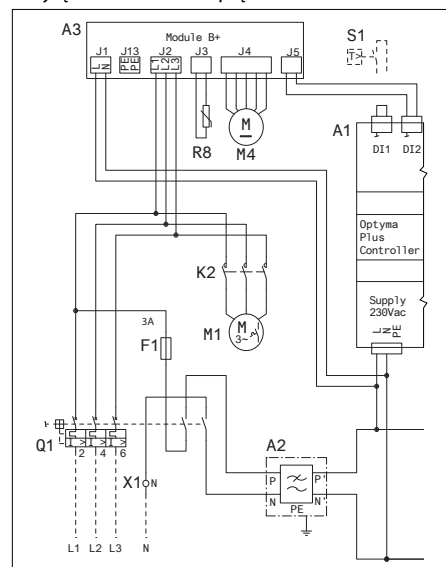 A3
Module B+
J1
J13
J2
J3
J4
J5
L
N
PE
PE
L1
L2
L3
S1
T>
R8
M
M4
A1
DI1
DI2
Optyma
Plus
Controller
K2
Supply
230Vac
L
N
PE
3A
F1
M1
M
3~
Q1
I >
I >
I >
2
4
6
X1
N
A2
P
P'
N
N'
PE
L1
L2
L3
N